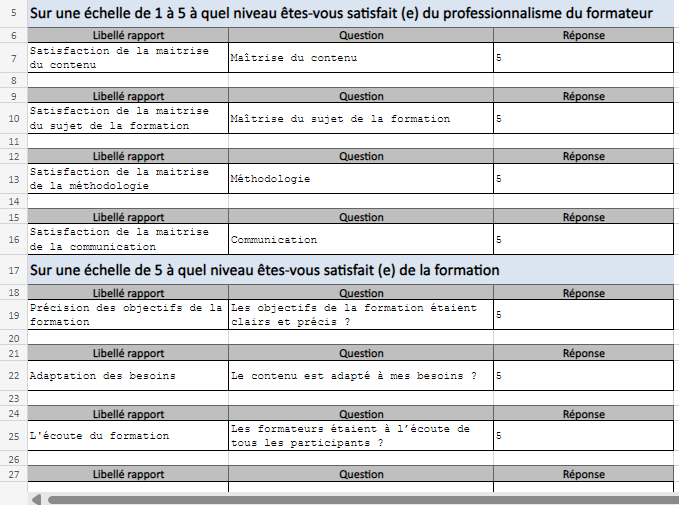 5 Sur une échelle de 1 à 5 à quel niveau êtes-vous satisfait (e) du professionnalisme du formateur
6 Libellé rapport Question Réponse
Satisfaction de la maitrise
7 du contenu Maîtrise du contenu 5
8
9 Libellé rapport Question Réponse
Satisfaction de la maitrise
10 du sujet de la formation Maîtrise du sujet de la formation 5
11
12 Libellé rapport Question Réponse
Satisfaction de la maitrise
13 de la méthodologie Méthodologie 5
14
15 Libellé rapport Question Réponse
Satisfaction de la maitrise
16 de la communication Communication 5
17 Sur une échelle de 5 à quel niveau êtes-vous satisfait (e) de la formation
18 Libellé rapport Question Réponse
Précision des objectifs de la Les objectifs de la formation étaient
19 formation clairs et précis ? 5
20
21 Libellé rapport Question Réponse
22 Adaptation des besoins Le contenu est adapté à mes besoins ? 5
23
24 Libellé rapport Question Réponse
Les formateurs étaient à l’écoute de
25 L'écoute du formation tous les participants ? 5
26
27 Libellé rapport Question Réponse